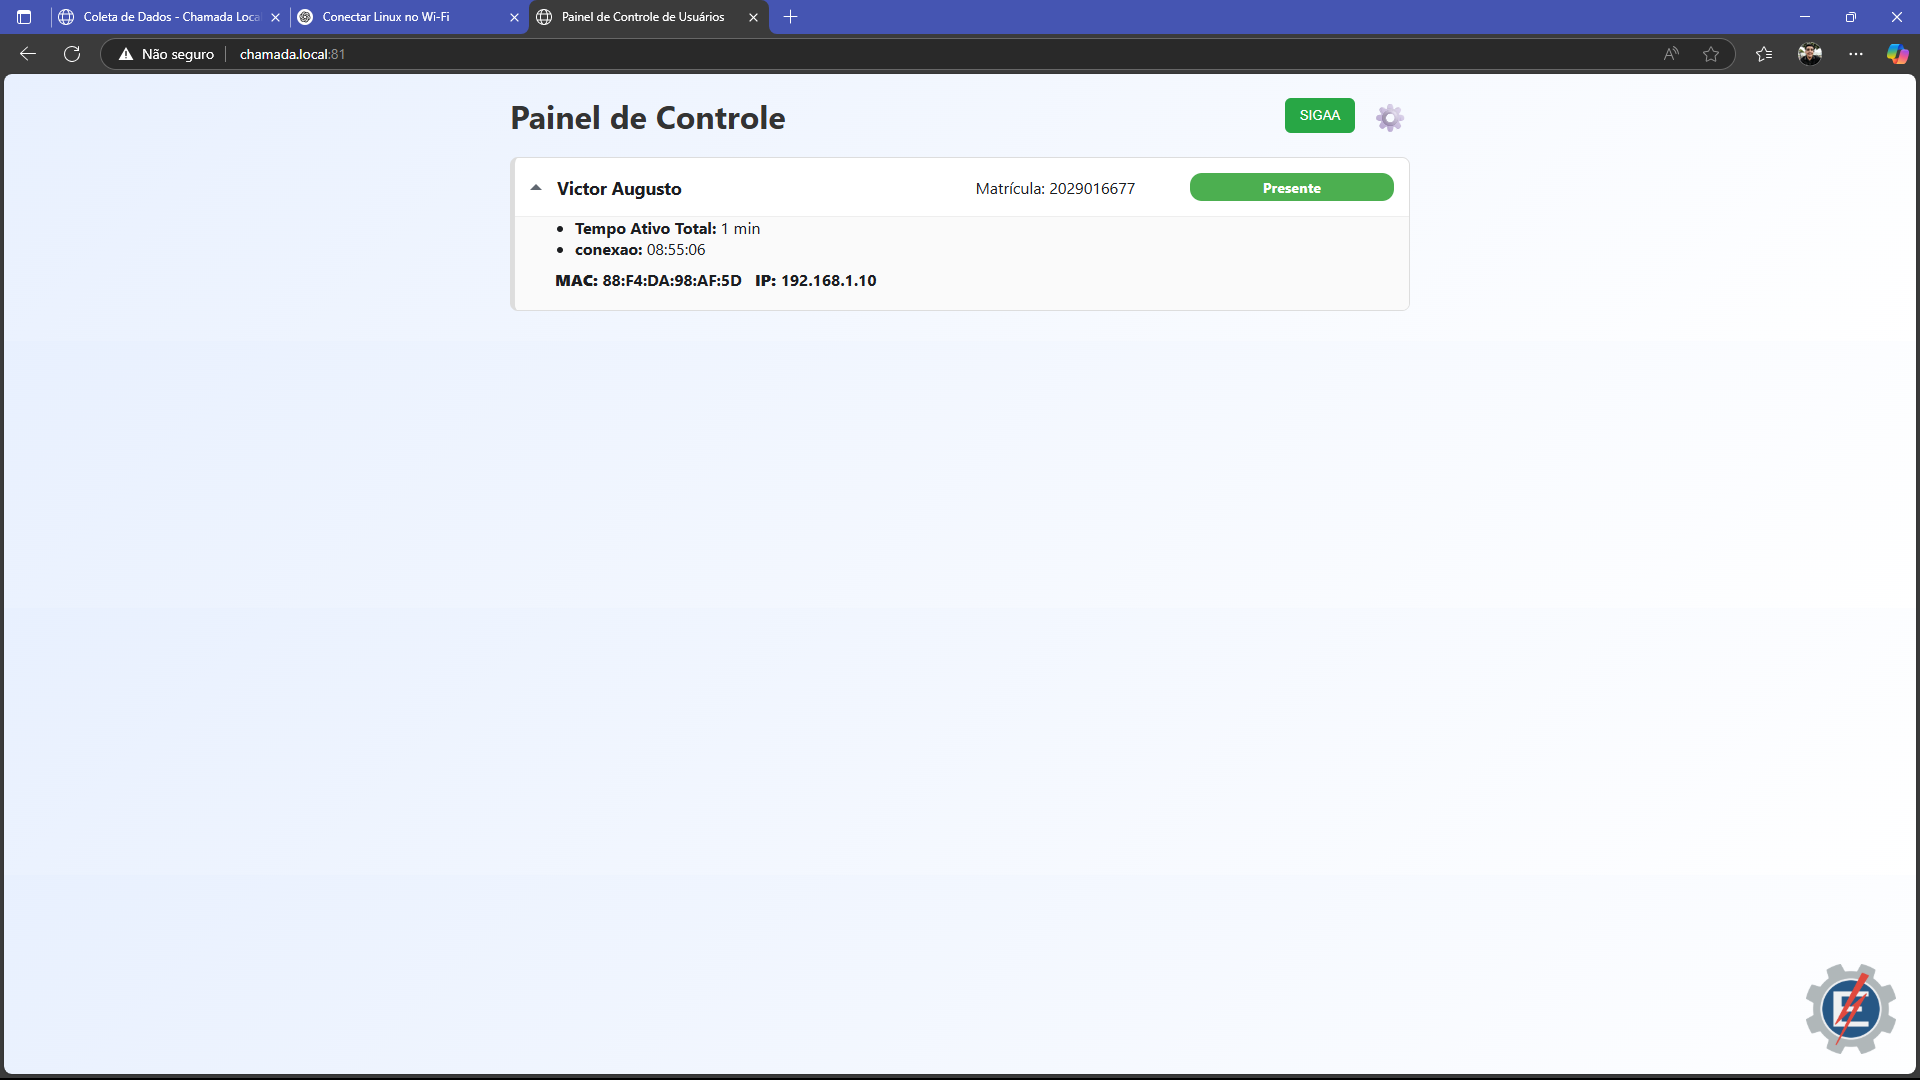 Coleta de Dados - Chamada Loca
Conectar Linux no Wi-Fi
Painel de Controle de Usuários
Não seguro
chamada.local:81
Painel de Controle
SIGAA
Victor Augusto
Matrícula: 2029016677
Presente
Tempo Ativo Total: 1 min
conexao: 08:55:06
MAC: 88:F4:DA:98:AF:5D IP: 192.168.1.10
E